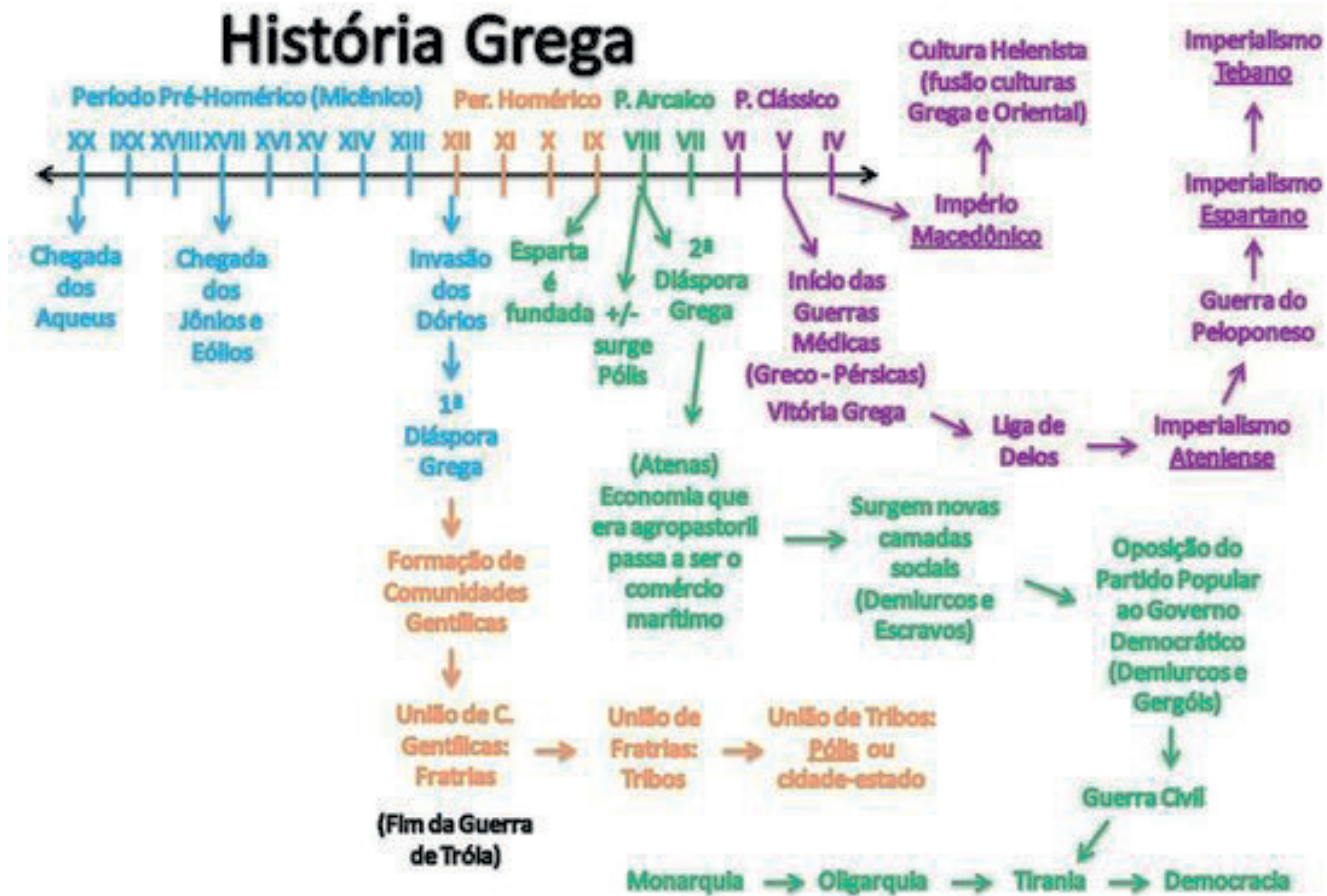 História Grega
Período Pré-Homérico (Micênico) Per. Homérico P. Arcaico P. Clássico
XX IXX XVIII XVII XVI XV XIV XIII XII XI X IX VIII VII VI V IV
Chegada
dos
Aqueus
Chegada
dos
Jônios e
Eólios
Invasão
dos
Dórios
1ª
Diáspora
Grega
Formação de
Comunidades
Gentílicas
União de C.
Gentílicas:
Fratrias
(Fim da Guerra
de Tróia)
União de
Fratrias:
Tribos
União de Tribos:
Pólis ou
cidade-estado
Esparta
é
fundada
+/-
surge
Pólis
2ª
Diáspora
Grega
(Atenas)
Economia que
era agropastoril
passa a ser o
comércio
marítimo
Surgem novas
camadas
sociais
(Demiurcos e
Escravos)
Oposição do
Partido Popular
ao Governo
Democrático
(Demiurcos e
Gergóis)
Guerra Civil
Monarquia Oligarquia Tirania Democracia
Início das
Guerras
Médicas
(Greco - Pérsicas)
Vitória Grega
Liga de
Delos
Imperialismo
Ateniense
Guerra do
Peloponeso
Imperialismo
Espartano
Imperialismo
Tebano
Império
Macedônico
Cultura Helenista
(fusão culturas
Grega e Oriental)